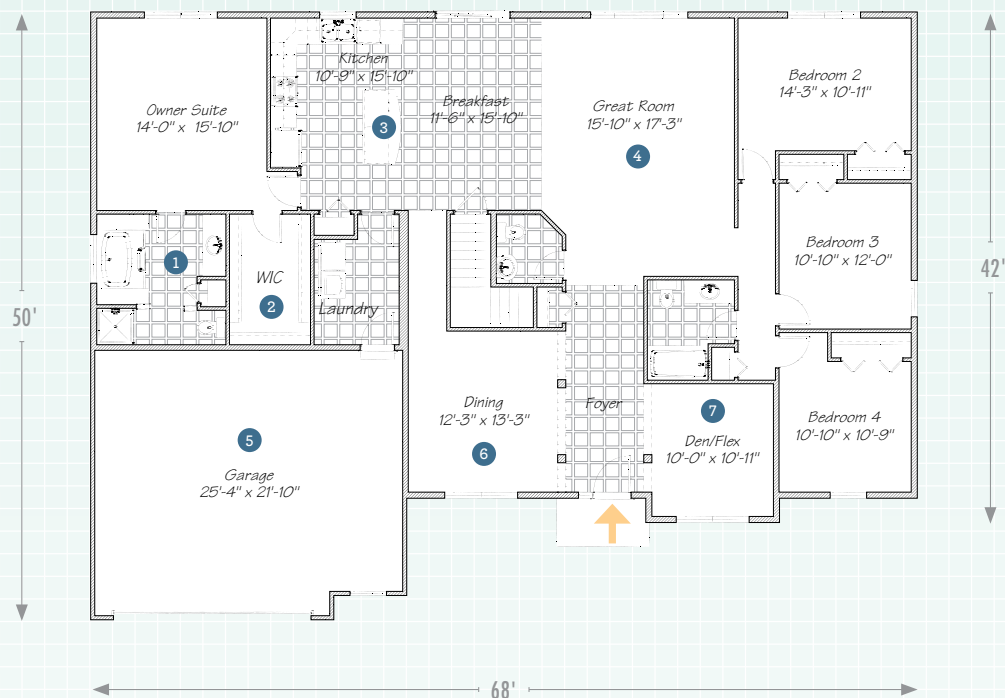 Owner Suite
14'-0" x 15'-10"
Kitchen
10'-9" x 15'-10"
Breakfast
11'-6" x 15'-10"
3
Great Room
15'-10" x 17'-3"
4
Bedroom 2
14'-3" x 10'-11"
Bedroom 3
10'-10" x 12'-0"
1
WIC
2
Laundry
50'
42'
Dining
12'-3" x 13'-3"
6
Foyer
7
Den/Flex
10'-0" x 10'-11"
Bedroom 4
10'-10" x 10'-9"
5
Garage
25'-4" x 21'-10"
68'